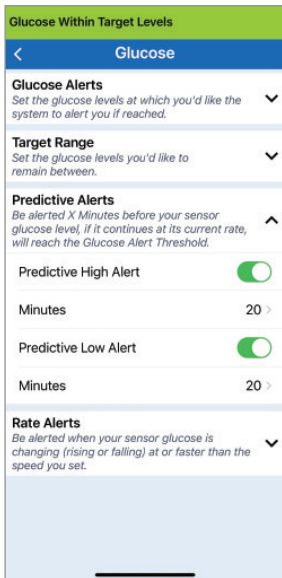 Glucose Within Target Levels
Glucose
Glucose Alerts
Set the glucose levels at which you'd like the
system to alert you if reached.
Target Range
Set the glucose levels you'd like to
remain between.
Predictive Alerts
Be alerted X Minutes before your sensor
glucose level, if it continues at its current rate,
will reach the Glucose Alert Threshold.
Predictive High Alert
Minutes 20
Predictive Low Alert
Minutes 20
Rate Alerts
Be alerted when your sensor glucose is
changing (rising or falling) at or faster than the
speed you set.